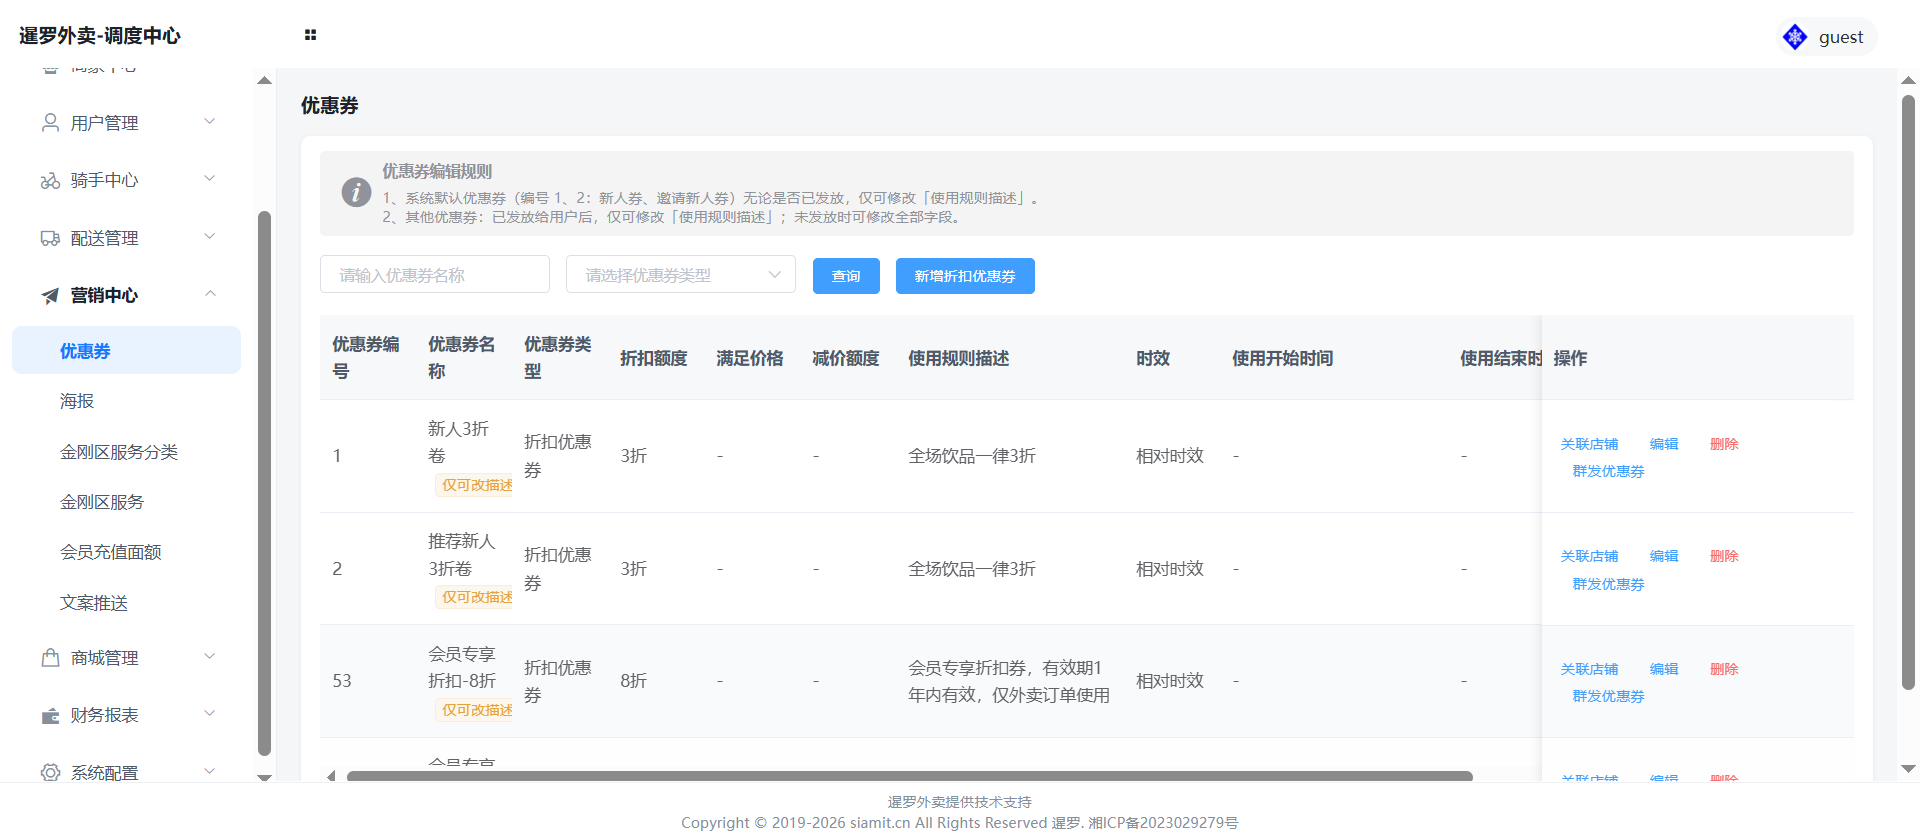 暹罗外卖-调度中心
guest
商家中心
用户管理
骑手中心
配送管理
营销中心
优惠券
海报
金刚区服务分类
金刚区服务
会员充值面额
文案推送
商城管理
财务报表
系统配置
优惠券
优惠券编辑规则
1、系统默认优惠券（编号 1、2：新人券、邀请新人券）无论是否已发放，仅可修改「使用规则描述」。
2、其他优惠券：已发放给用户后，仅可修改「使用规则描述」；未发放时可修改全部字段。
请输入优惠券名称
请选择优惠券类型
查询
新增折扣优惠券
优惠券编号
优惠券名称
优惠券类型
折扣额度
满足价格
减价额度
使用规则描述
时效
使用开始时间
使用结束时
操作
1
新人3折
卷
仅可改描述
折扣优惠
券
3折
-
-
全场饮品一律3折
相对时效
-
-
关联店铺 编辑 删除
群发优惠券
2
推荐新人
3折卷
仅可改描述
折扣优惠
券
3折
-
-
全场饮品一律3折
相对时效
-
-
关联店铺 编辑 删除
群发优惠券
53
会员专享
折扣-8折
仅可改描述
折扣优惠
券
8折
-
-
会员专享折扣券，有效期1
年内有效，仅外卖订单使用
相对时效
-
-
关联店铺 编辑 删除
群发优惠券
会员专享
关联店铺 编辑 删除
暹罗外卖提供技术支持
Copyright © 2019-2026 siamit.cn All Rights Reserved 暹罗. 湘ICP备2023029279号